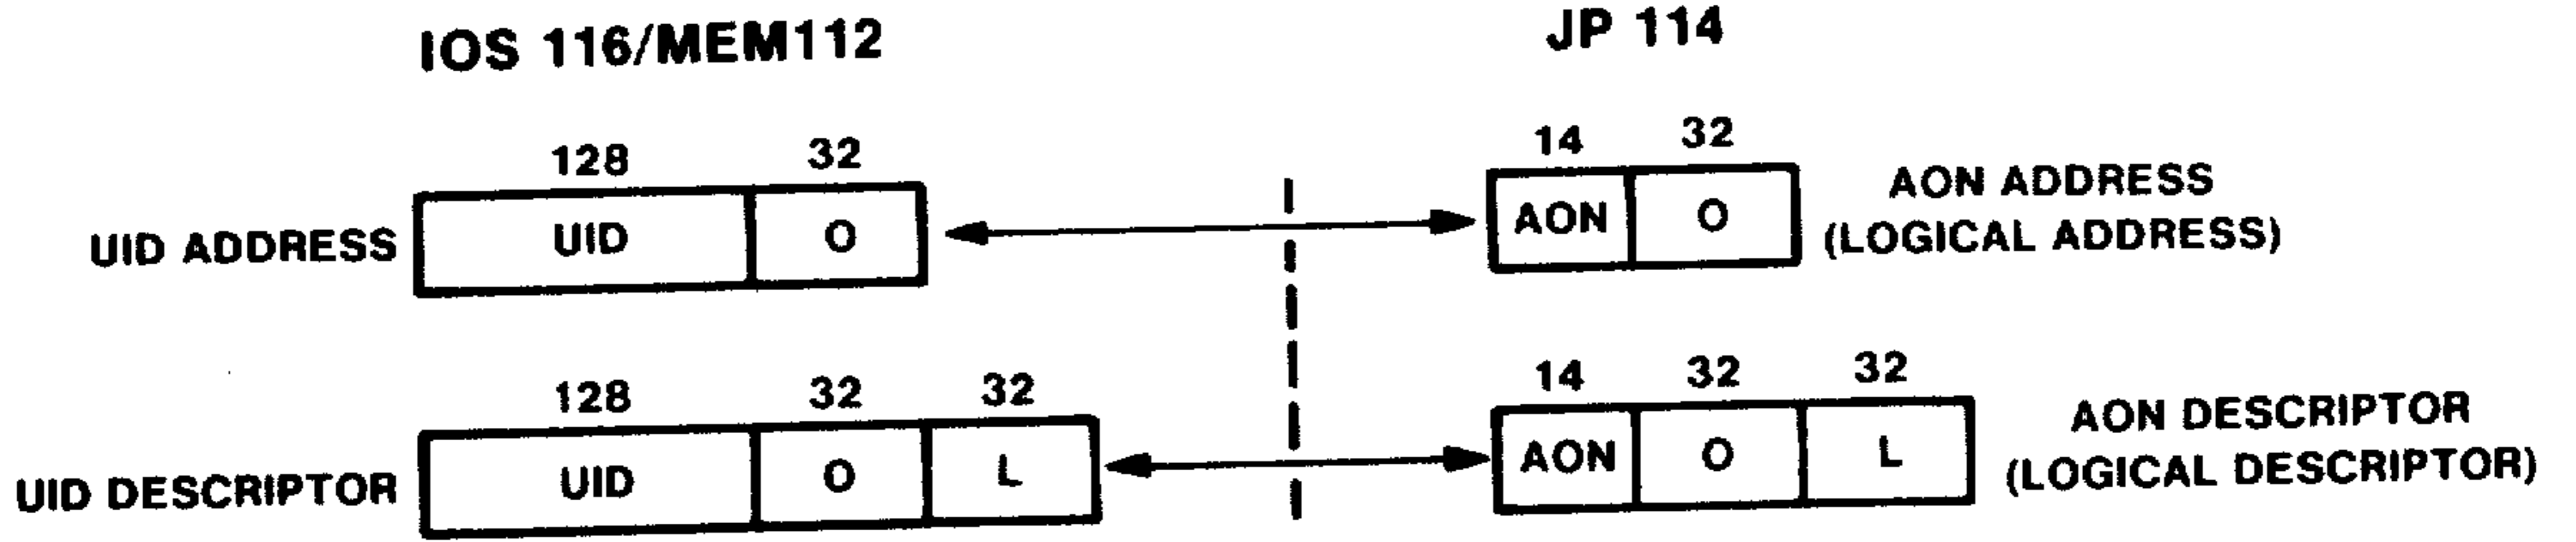 IOS 116/MEM112
JP 114
128 32
14 32
UID ADDRESS UID O
AON O
AON ADDRESS
(LOGICAL ADDRESS)
128 32 32
14 32 32
UID DESCRIPTOR UID O L
AON O L
AON DESCRIPTOR
(LOGICAL DESCRIPTOR)